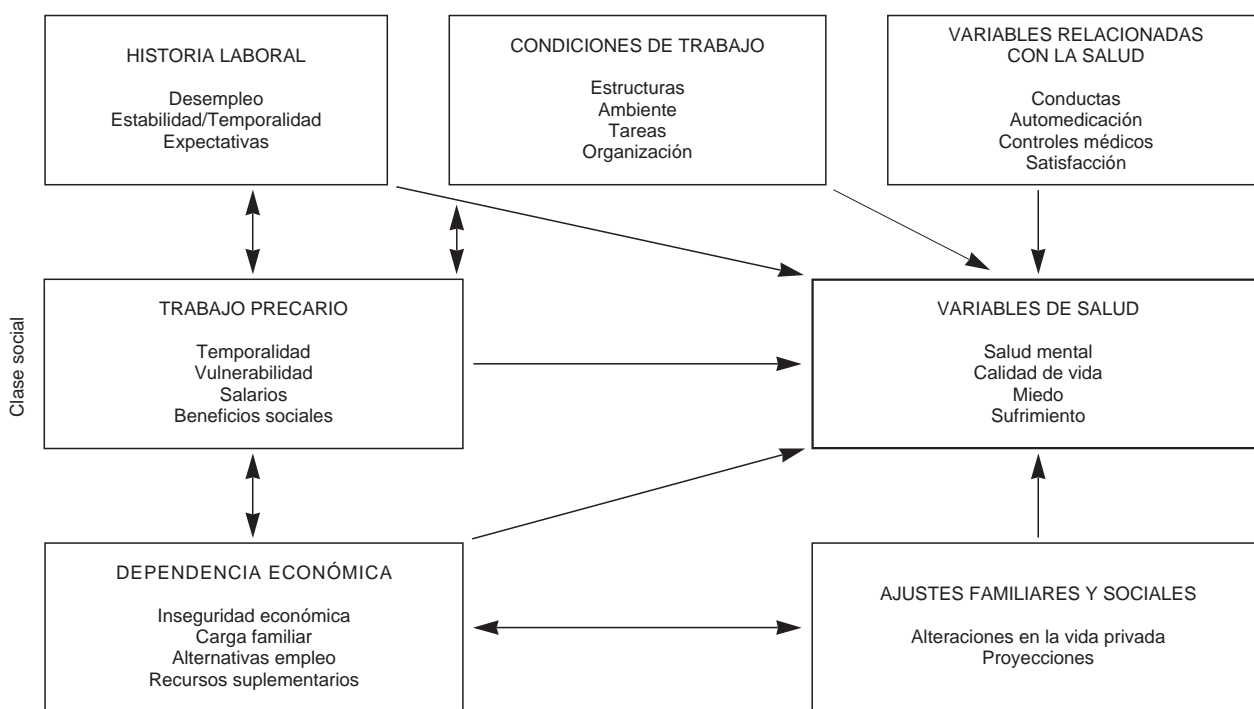 HISTORIA LABORAL
Desempleo
Estabilidad/Temporalidad
Expectativas
CONDICIONES DE TRABAJO
Estructuras
Ambiente
Tareas
Organización
VARIABLES RELACIONADAS
CON LA SALUD
Conductas
Automedicación
Controles médicos
Satisfacción
Clase social
TRABAJO PRECARIO
Temporalidad
Vulnerabilidad
Salarios
Beneficios sociales
VARIABLES DE SALUD
Salud mental
Calidad de vida
Miedo
Sufrimiento
DEPENDENCIA ECONÓMICA
Inseguridad económica
Carga familiar
Alternativas empleo
Recursos suplementarios
AJUSTES FAMILIARES Y SOCIALES
Alteraciones en la vida privada
Proyecciones